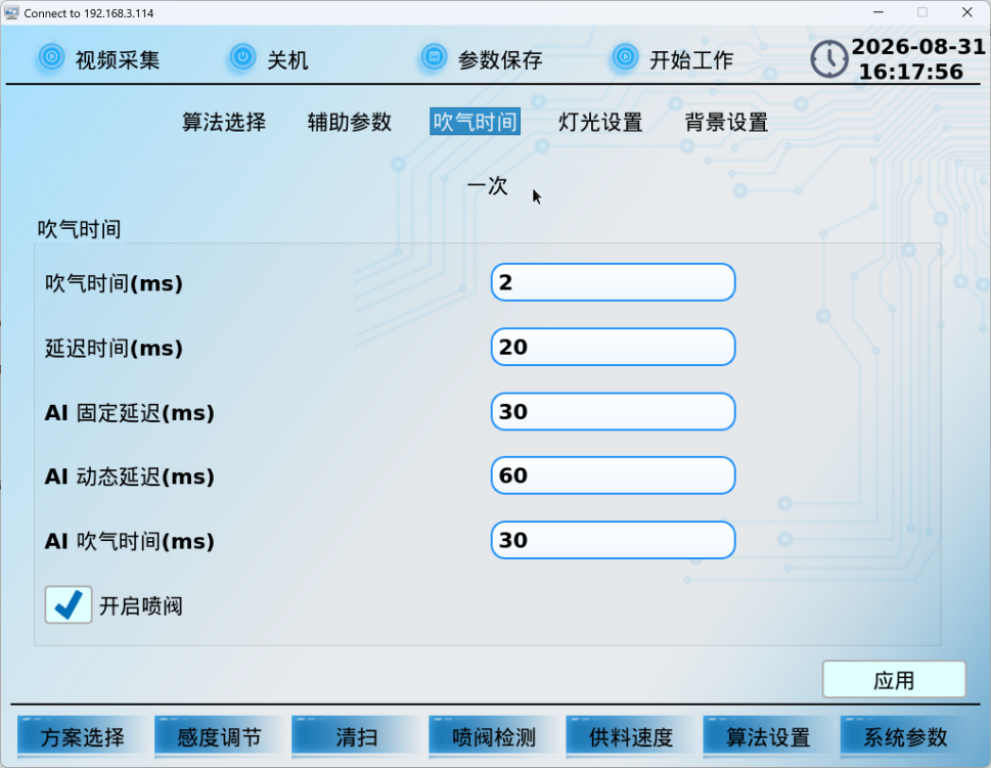 Connect to 192.168.3.114
视频采集 关机 参数保存 开始工作 2026-08-31
16:17:56
算法选择 辅助参数 吹气时间 灯光设置 背景设置
一次
吹气时间
吹气时间(ms) 2
延迟时间(ms) 20
AI 固定延迟(ms) 30
AI 动态延迟(ms) 60
AI 吹气时间(ms) 30
开启喷阀
应用
方案选择 感度调节 清扫 喷阀检测 供料速度 算法设置 系统参数